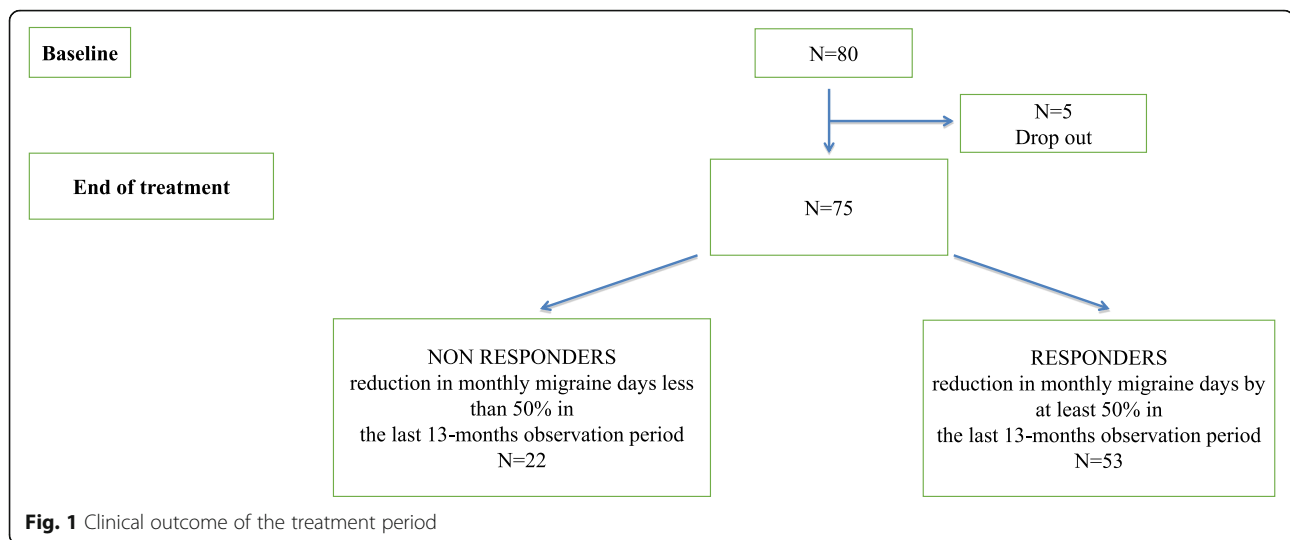 Baseline
N=80
N=5
Drop out
End of treatment
N=75
NON RESPONDERS
reduction in monthly migraine days less
than 50% in
the last 13-months observation period
N=22
RESPONDERS
reduction in monthly migraine days by
at least 50% in
the last 13-months observation period
N=53
Fig. 1 Clinical outcome of the treatment period